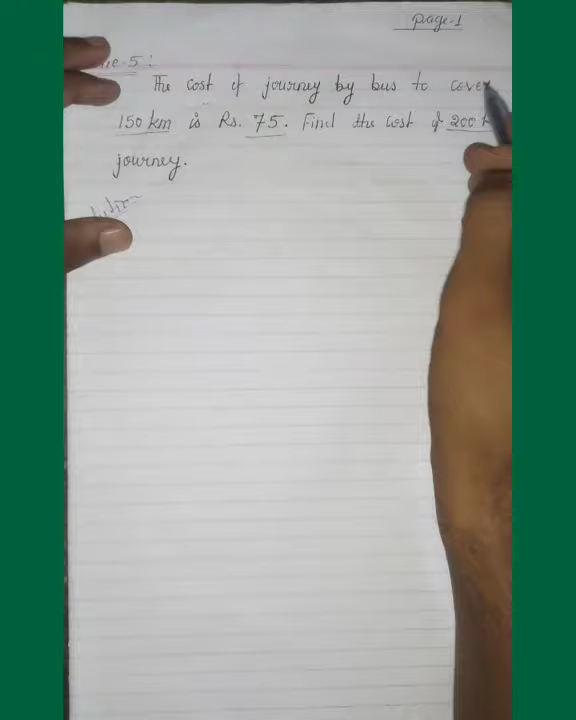 Page-1
-5:
The cost of journey by bus to cover
150 km is Rs. 75. Find the cost of 200
journey.